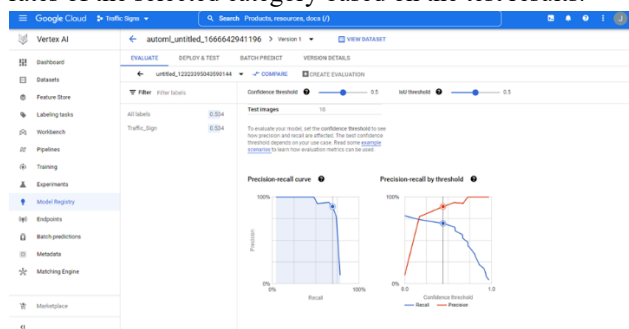 rates of the selected category based on the test results.
Google Cloud Traffic Signs Search Products, resources, docs (/)
Vertex AI automl_untitled_1666642941196 Version 1 VIEW DATASET
EVALUATE DEPLOY & TEST BATCH PREDICT VERSION DETAILS
COMPARE CREATE EVALUATION
Filter Filter labels Confidence threshold 0.5 IoU threshold 0.5
Dashboard
Datasets
Feature Store
Labeling tasks
Workbench
Pipelines
Training
Experiments
Model Registry
Endpoints
Batch predictions
Metadata
Matching Engine
Marketplace
All labels 0.934
Traffic_Sign 0.934
Test images 18
To evaluate your model, set the confidence threshold to see
how precision and recall are affected. The best confidence
threshold depends on your use case. Read some example
scenarios to learn how evaluation metrics can be used.
Precision-recall curve
100%
Precision
0%
0% 100%
Recall
Precision-recall by threshold
100%
0%
0.0 1.0
Confidence threshold
Recall Precision